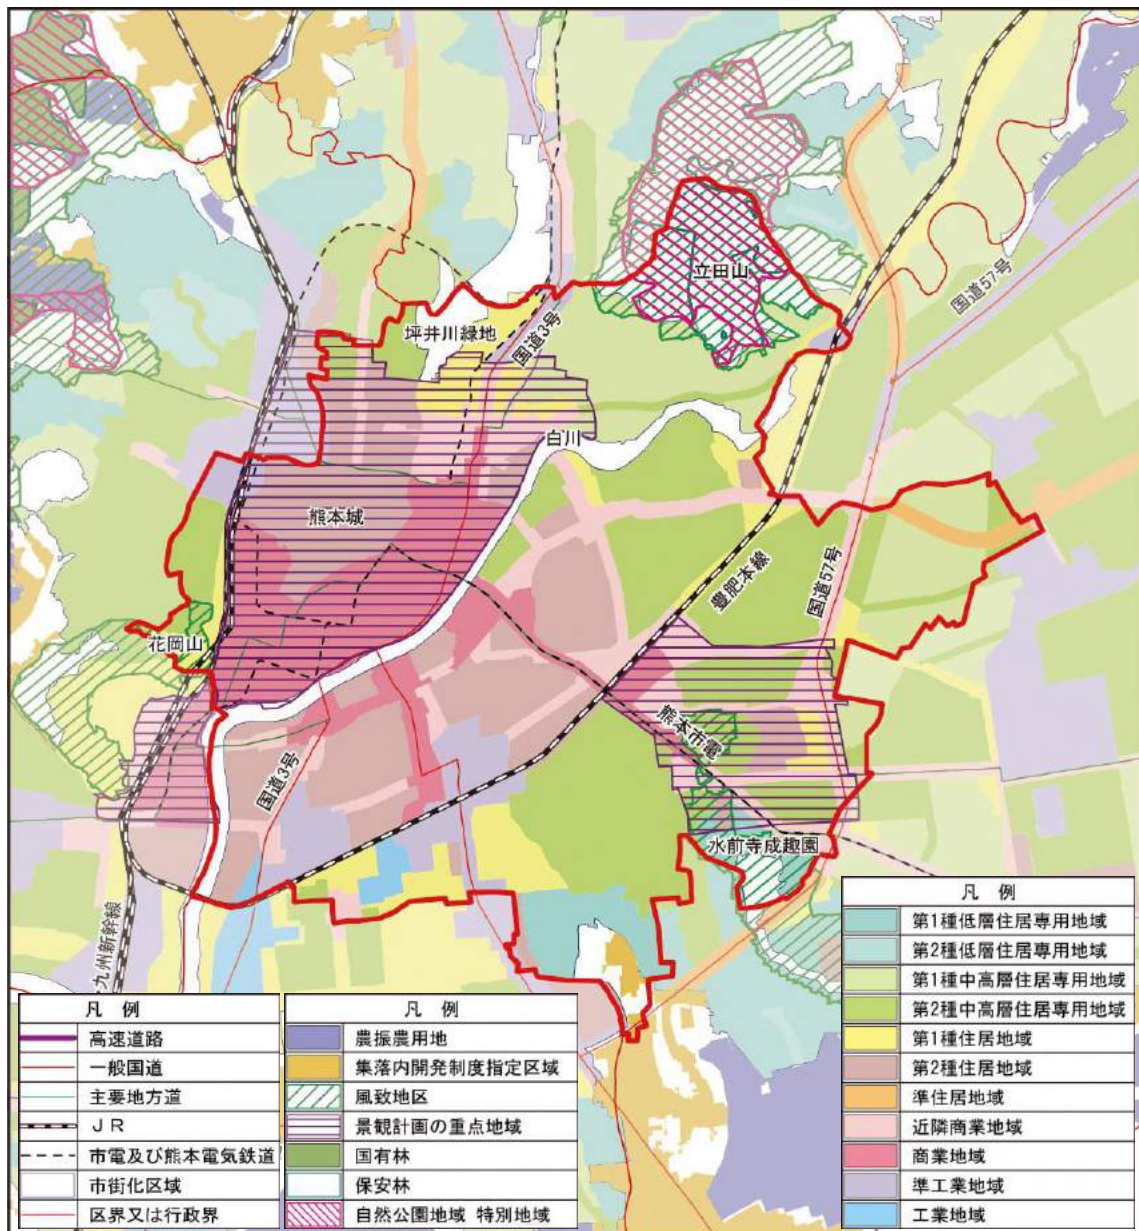 立田山
国道57号
坪井川緑地
国道3号
白川
熊本城
豊肥本線
国道57号
花岡山
熊本市電
国道3号
水前寺成趣園
九州新幹線
凡 例
高速道路
一般国道
主要地方道
JR
市電及び熊本電気鉄道
市街化区域
区界又は行政界
凡 例
農振農用地
集落内開発制度指定区域
風致地区
景観計画の重点地域
国有林
保安林
自然公園地域 特別地域
凡 例
第1種低層住居専用地域
第2種低層住居専用地域
第1種中高層住居専用地域
第2種中高層住居専用地域
第1種住居地域
第2種住居地域
準住居地域
近隣商業地域
商業地域
準工業地域
工業地域